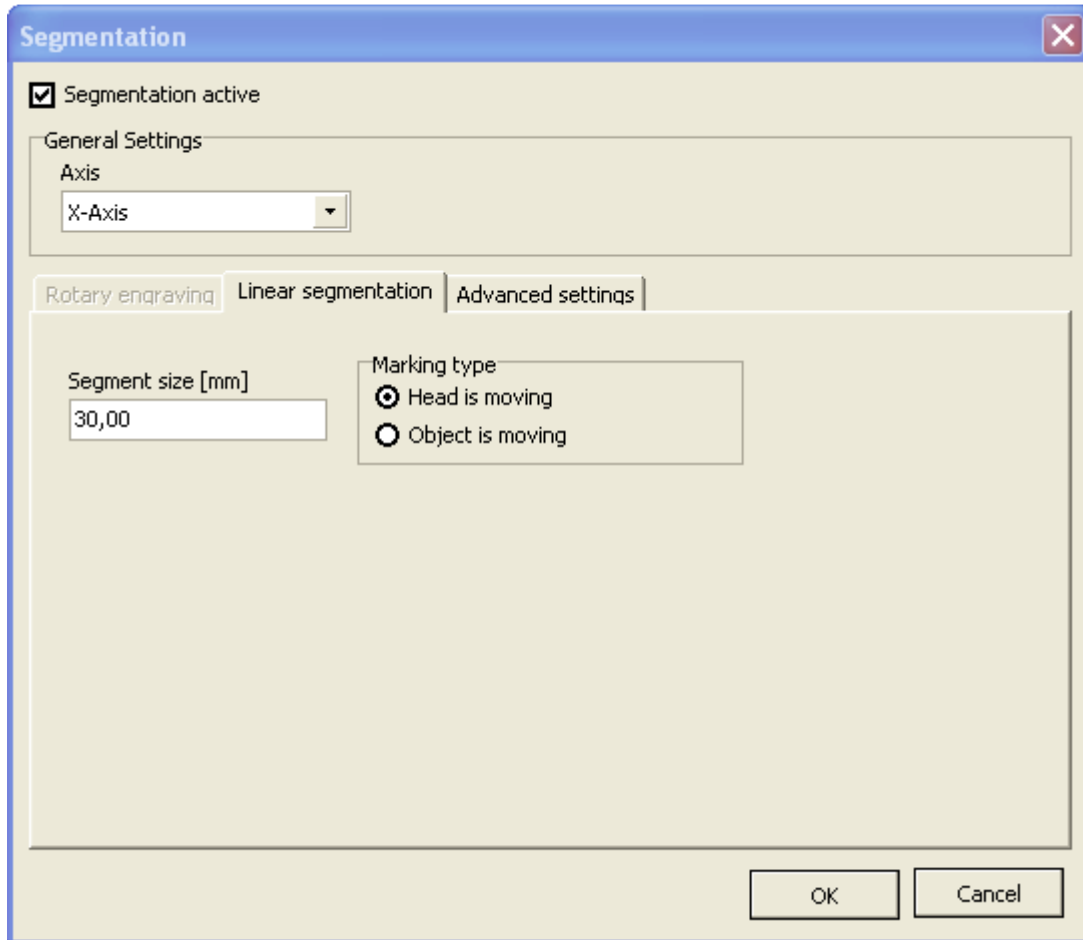 Segmentation
Segmentation active
General Settings
Axis
X-Axis
Rotary engraving Linear segmentation Advanced settings
Segment size [mm]
30,00
Marking type
Head is moving
Object is moving
OK Cancel